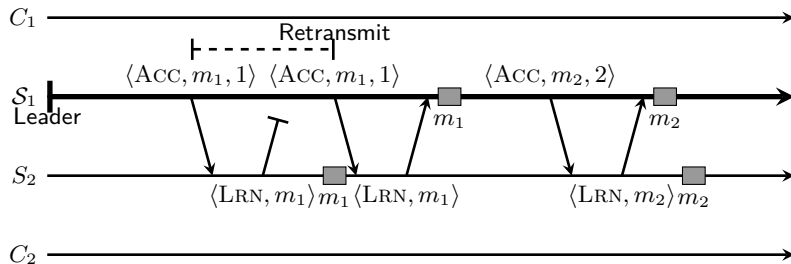 C₁
Retransmit
⟨ACC, m₁, 1⟩ ⟨ACC, m₁, 1⟩ ⟨ACC, m₂, 2⟩
S₁
Leader m₁ m₂
S₂
⟨LRN, m₁⟩ m₁ ⟨LRN, m₁⟩ ⟨LRN, m₂⟩ m₂
C₂